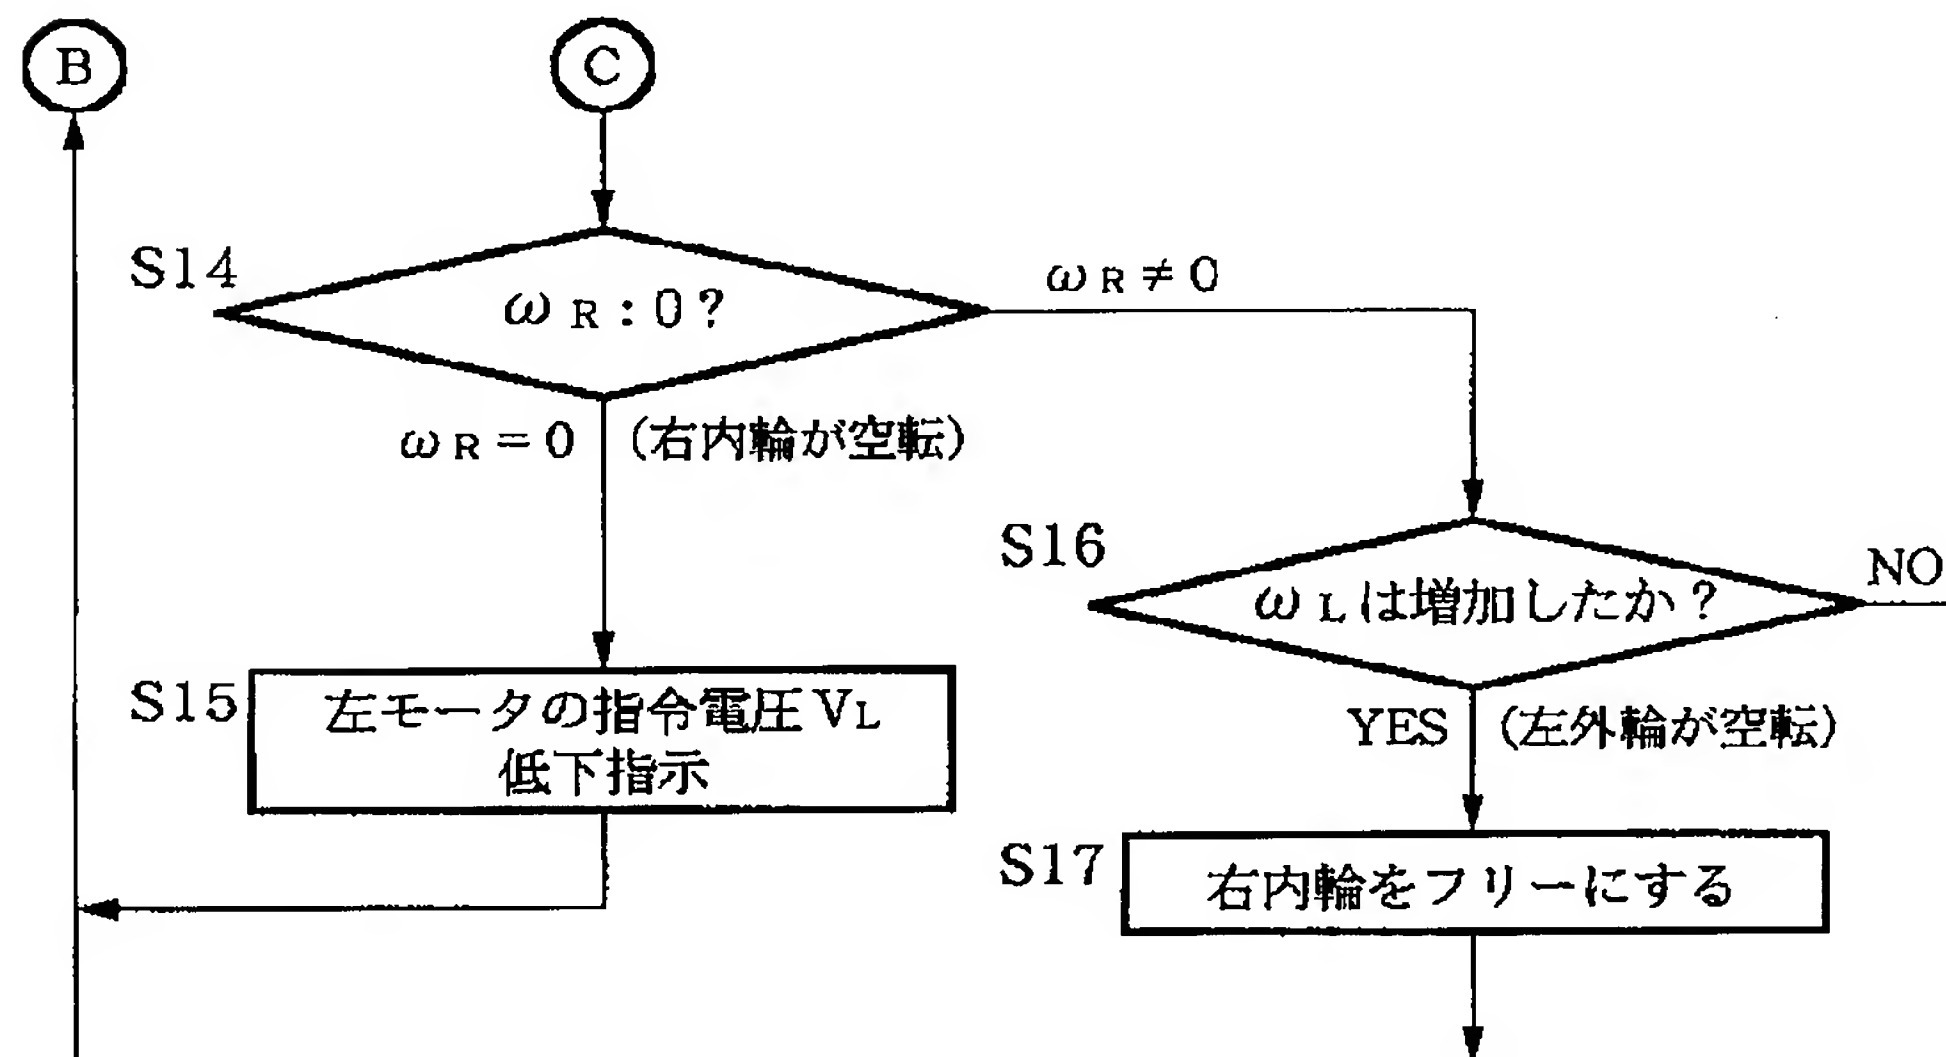 B
C
S14
ωR:0?
ωR≠0
ωR=0
(右内輪が空転)
S16
ωLは増加したか?
NO
S15
左モータの指令電圧VL
低下指示
YES
(左外輪が空転)
S17
右内輪をフリーにする